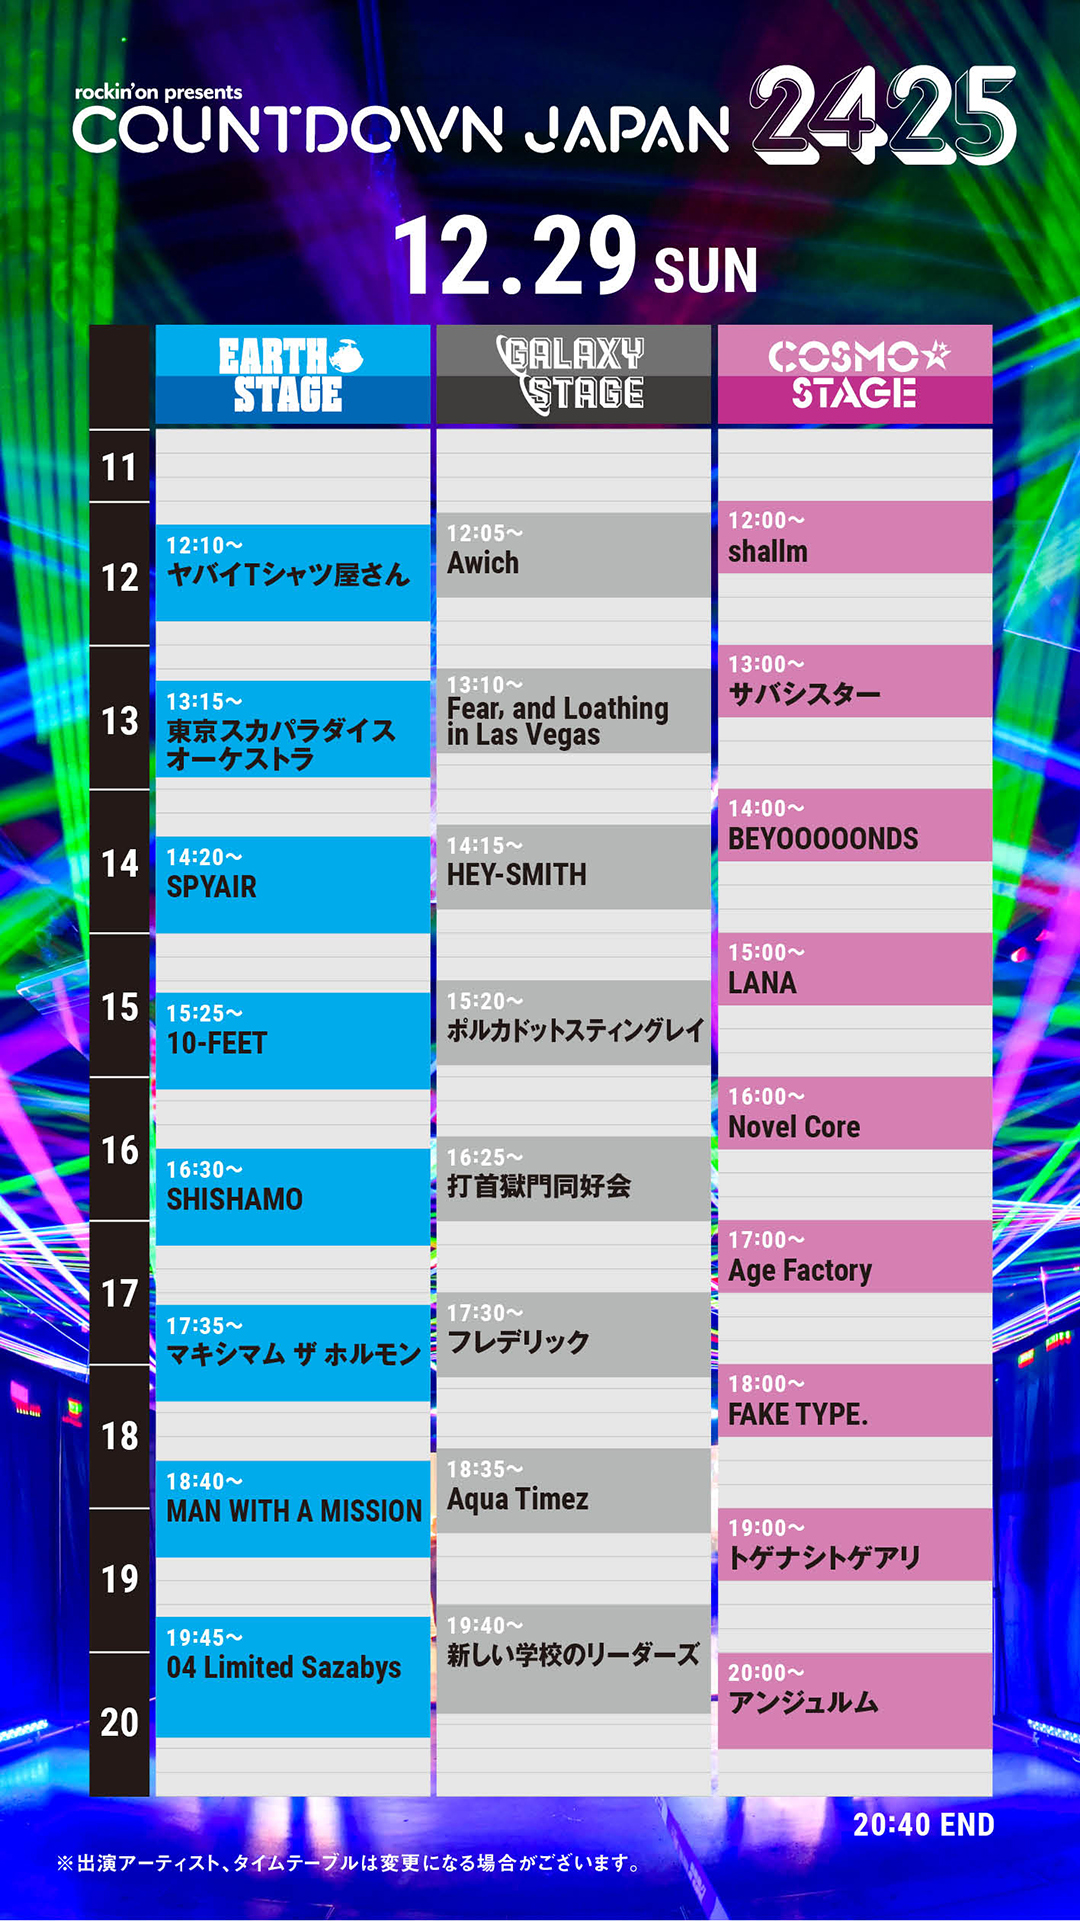 rockin'on presents
COUNTDOWN JAPAN 2425
12.29 SUN
EARTH
STAGE
GALAXY
STAGE
COSMO
STAGE
11
12
13
14
15
16
17
18
19
20
12:10〜
ヤバイTシャツ屋さん
13:15〜
東京スカパラダイス
オーケストラ
14:20〜
SPYAIR
15:25〜
10-FEET
16:30〜
SHISHAMO
17:35〜
マキシマム ザ ホルモン
18:40〜
MAN WITH A MISSION
19:45〜
04 Limited Sazabys
12:05〜
Awich
13:10〜
Fear, and Loathing
in Las Vegas
14:15〜
HEY-SMITH
15:20〜
ポルカドットスティングレイ
16:25〜
打首獄門同好会
17:30〜
フレデリック
18:35〜
Aqua Timez
19:40〜
新しい学校のリーダーズ
12:00〜
shallm
13:00〜
サバシスター
14:00〜
BEYOOOOONDS
15:00〜
LANA
16:00〜
Novel Core
17:00〜
Age Factory
18:00〜
FAKE TYPE.
19:00〜
トゲナシトゲアリ
20:00〜
アンジュルム
20:40 END
※出演アーティスト、タイムテーブルは変更になる場合がございます。